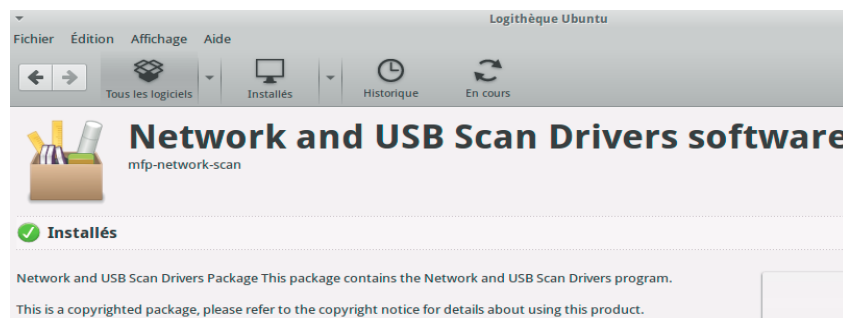 Logithèque Ubuntu
Fichier Édition Affichage Aide
Tous les logiciels Installés Historique En cours
Network and USB Scan Drivers software
mfp-network-scan
Installés
Network and USB Scan Drivers Package This package contains the Network and USB Scan Drivers program.
This is a copyrighted package, please refer to the copyright notice for details about using this product.